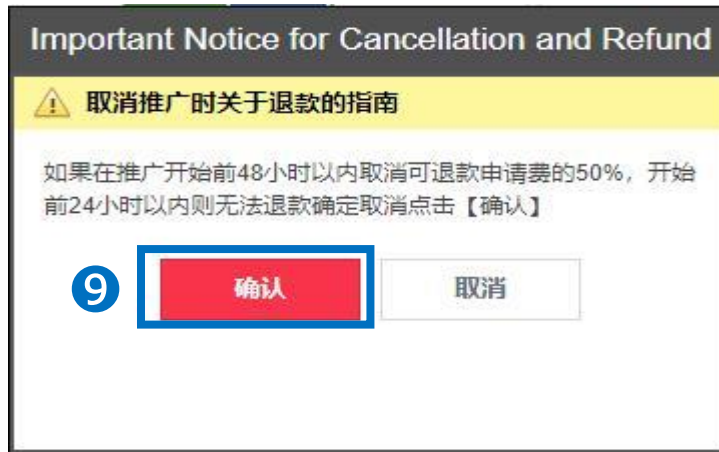 Important Notice for Cancellation and Refund
取消推广时关于退款的指南
如果在推广开始前48小时以内取消可退款申请费的50%，开始
前24小时以内则无法退款确定取消点击【确认】
9 确认 取消